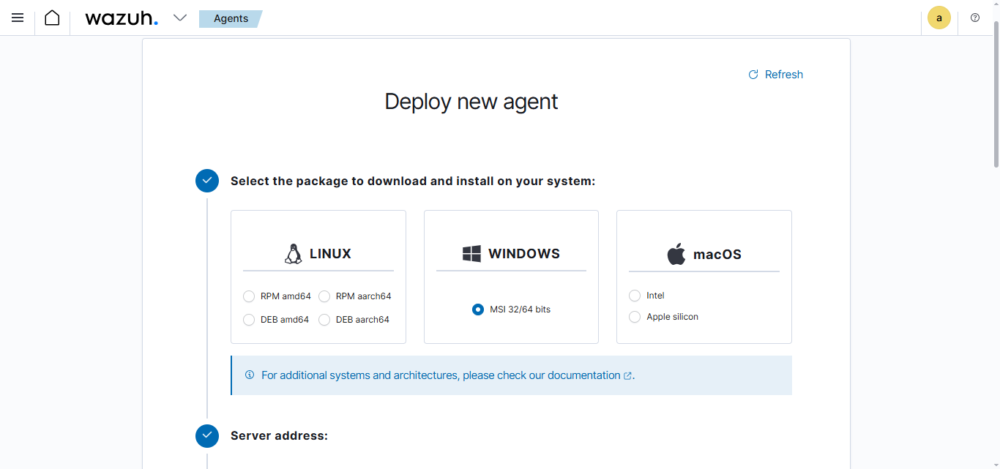 wazuh.
Agents
a
Refresh
Deploy new agent
Select the package to download and install on your system:
LINUX
RPM amd64
RPM aarch64
DEB amd64
DEB aarch64
WINDOWS
MSI 32/64 bits
macOS
Intel
Apple silicon
For additional systems and architectures, please check our documentation.
Server address: